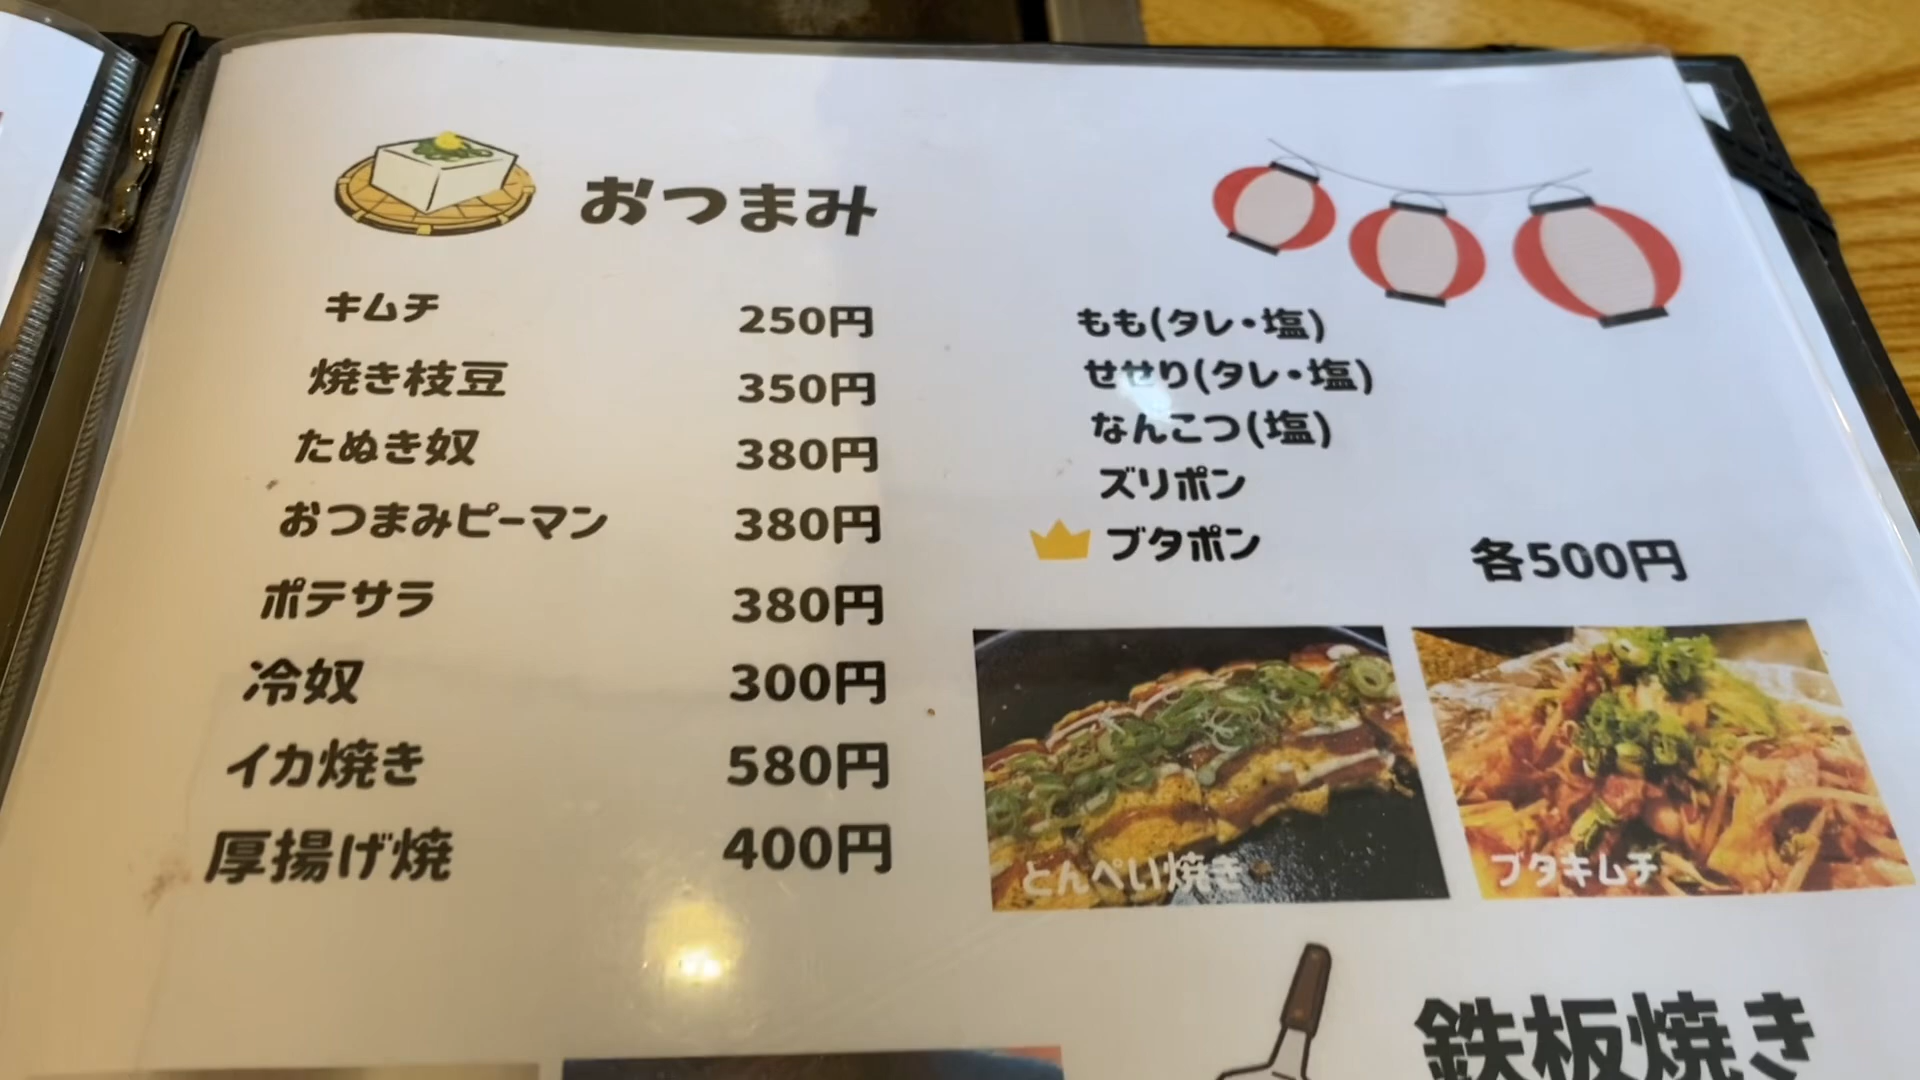 おつまみ
キムチ 250円
焼き枝豆 350円
たぬき奴 380円
おつまみピーマン 380円
ポテサラ 380円
冷奴 300円
イカ焼き 580円
厚揚げ焼 400円
もも(タレ・塩)
せせり(タレ・塩)
なんこつ(塩)
ズリポン
ブタポン 各500円
とんぺい焼き
ブタキムチ
鉄板焼き